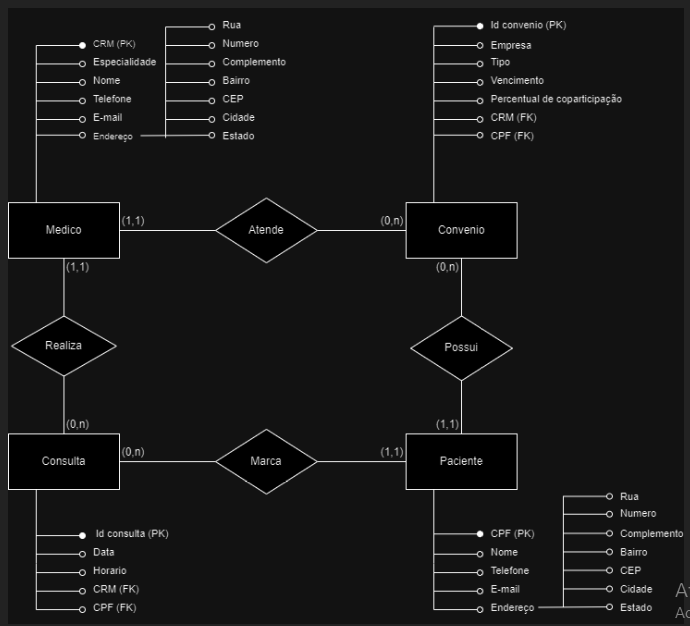 CRM (PK)
Especialidade
Nome
Telefone
E-mail
Endereço
Rua
Numero
Complemento
Bairro
CEP
Cidade
Estado
Id convenio (PK)
Empresa
Tipo
Vencimento
Percentual de coparticipação
CRM (FK)
CPF (FK)
Medico
(1,1)
Atende
(0,n)
Convenio
(1,1)
(0,n)
Realiza
Possui
(0,n)
(1,1)
Consulta
(0,n)
Marca
(1,1)
Paciente
Id consulta (PK)
Data
Horario
CRM (FK)
CPF (FK)
CPF (PK)
Nome
Telefone
E-mail
Endereço
Rua
Numero
Complemento
Bairro
CEP
Cidade
Estado